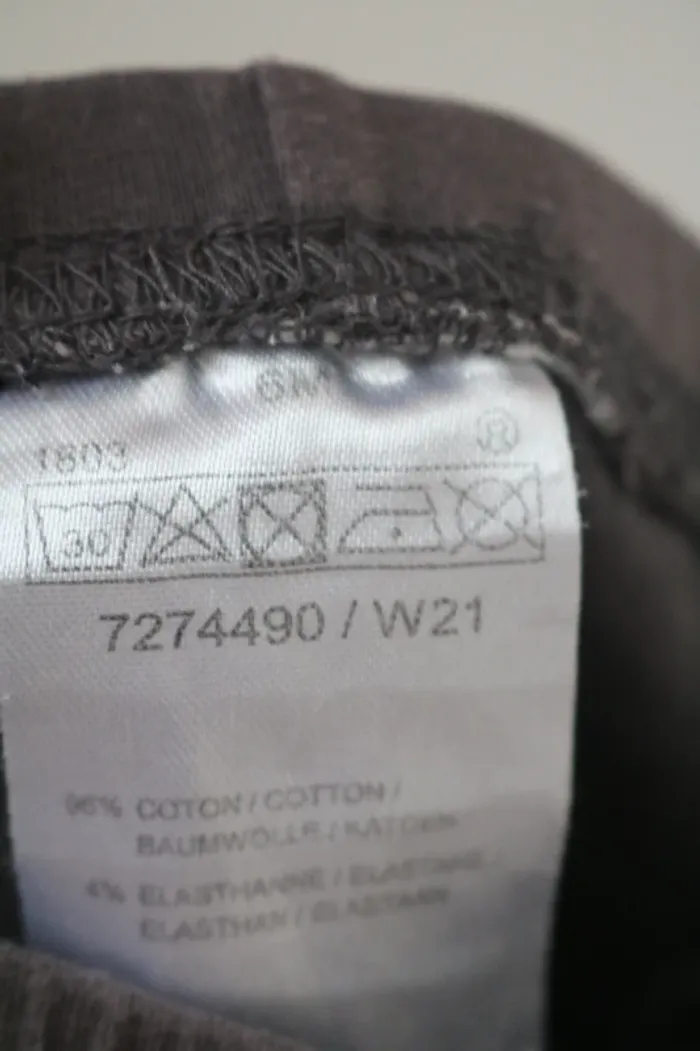 1803
®
30
7274490 / W21
96% COTON / COTTON /
BAUMWOLLE / KATOEN
4% ELASTHANNE / ELASTANE /
ELASTHAN / ELASTAAN